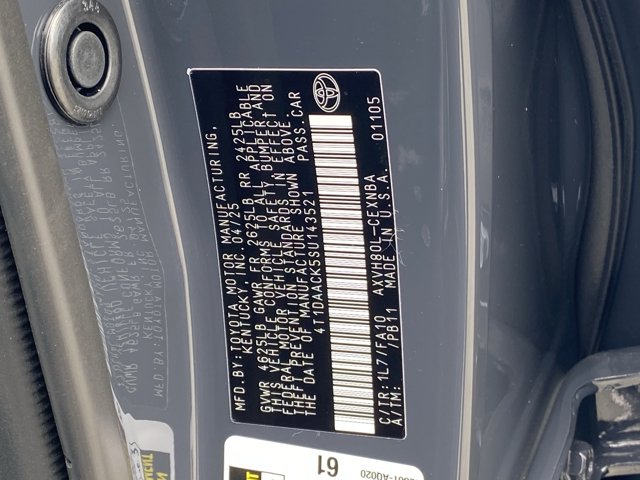 MFD.BY:TOYOTA MOTOR MANUFACTURING,
KENTUCKY, INC. 04/25
GVWR 4625LB GAWR FR 2625LB RR 2425LB
THIS VEHICLE CONFORMS TO ALL APPLICABLE
FEDERAL MOTOR VEHICLE SAFETY, BUMPER, AND
THEFT PREVENTION STANDARDS IN EFFECT ON
THE DATE OF MANUFACTURE SHOWN ABOVE.
4T1DAACK5SU143521 PASS.CAR
C/TR:1L7/FA10 AXVH80L-CEXNBA 01105
A/TM: /PB11 MADE IN U.S.A.
61